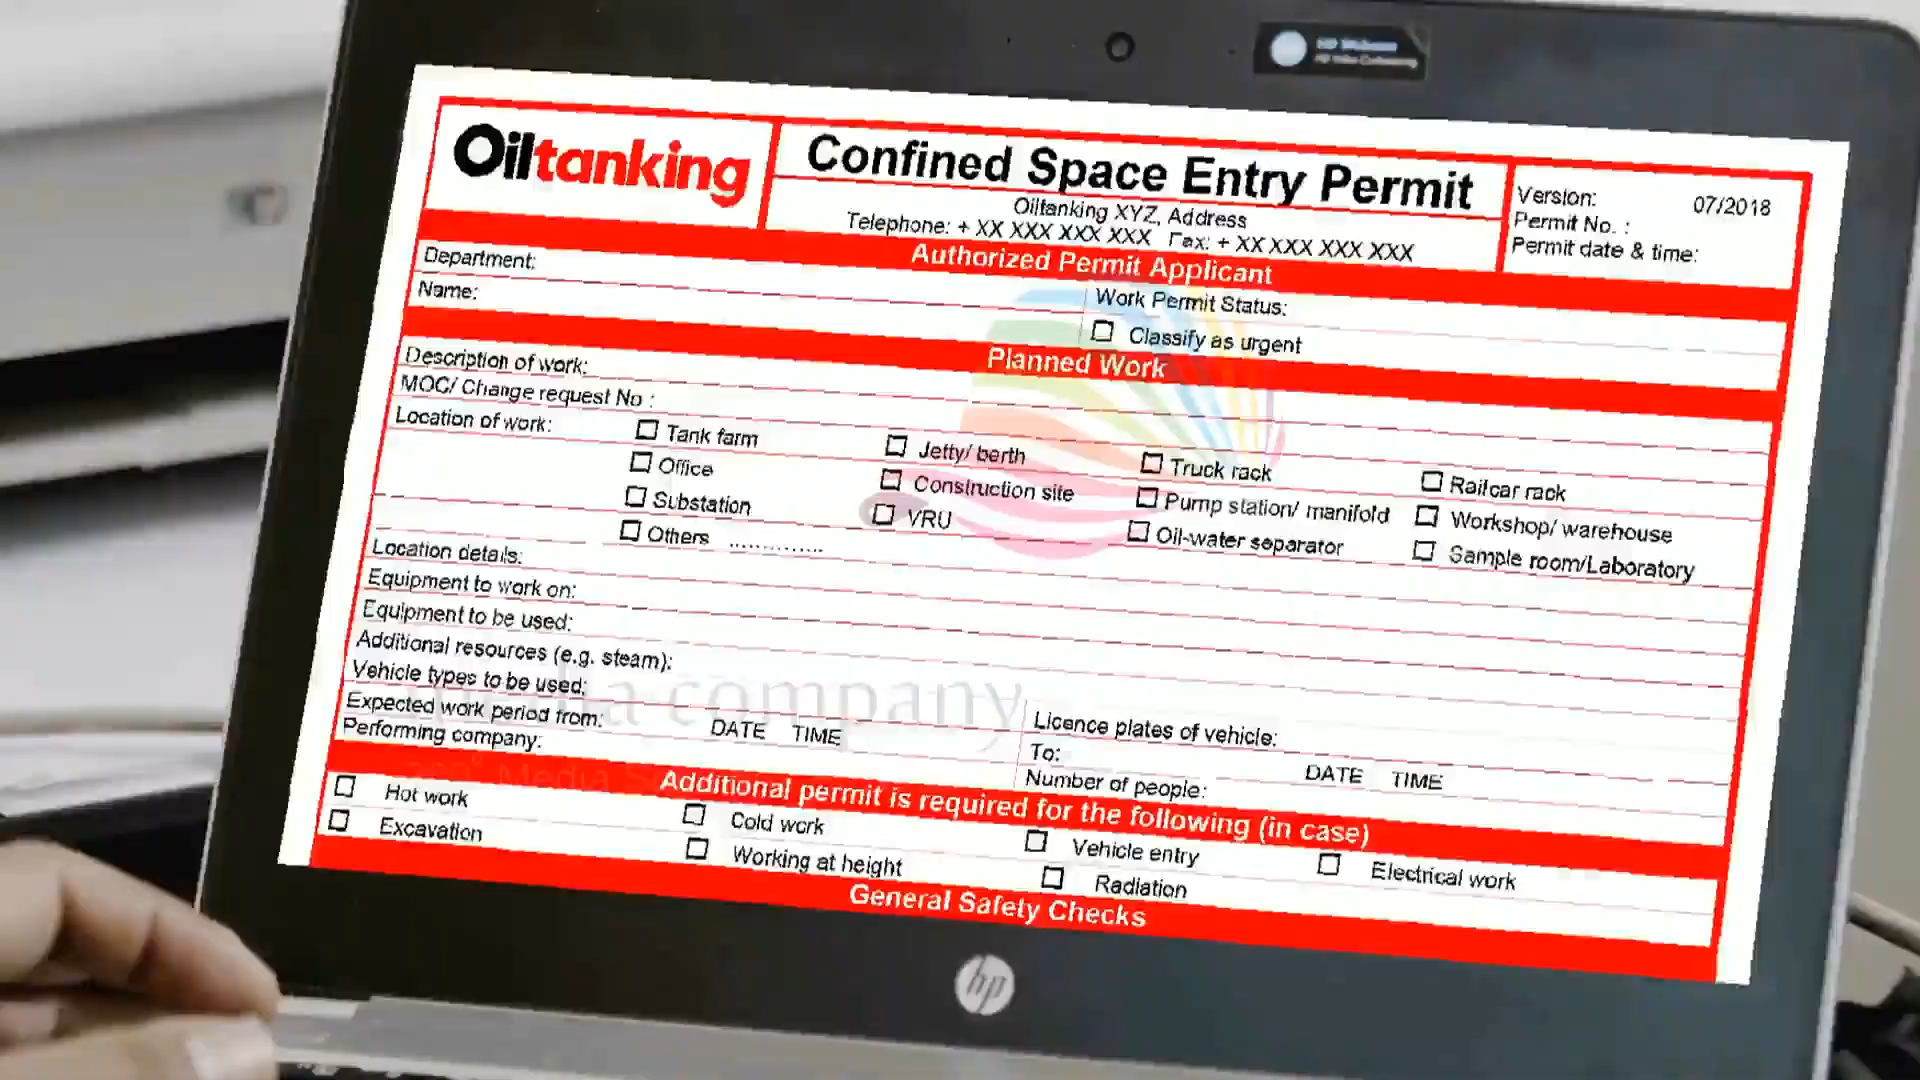 Oiltanking
Confined Space Entry Permit
Oiltanking XYZ, Address
Telephone: + XX XXX XXX XXX Fax: + XX XXX XXX XXX
Version: 07/2018
Permit No. :
Permit date & time:
Authorized Permit Applicant
Department:
Name:
Work Permit Status:
☐ Classify as urgent
Planned Work
Description of work:
MOC/ Change request No :
Location of work: ☐ Tank farm ☐ Jetty/ berth ☐ Truck rack ☐ Railcar rack
☐ Office ☐ Construction site ☐ Pump station/ manifold ☐ Workshop/ warehouse
☐ Substation ☐ VRU ☐ Oil-water separator ☐ Sample room/Laboratory
☐ Others ..............
Location details:
Equipment to work on:
Equipment to be used:
Additional resources (e.g. steam):
Vehicle types to be used: Licence plates of vehicle:
Expected work period from: DATE TIME To: DATE TIME
Performing company: Number of people:
media company
360° Media
Additional permit is required for the following (in case)
☐ Hot work ☐ Cold work ☐ Vehicle entry ☐ Electrical work
☐ Excavation ☐ Working at height ☐ Radiation
General Safety Checks
hp